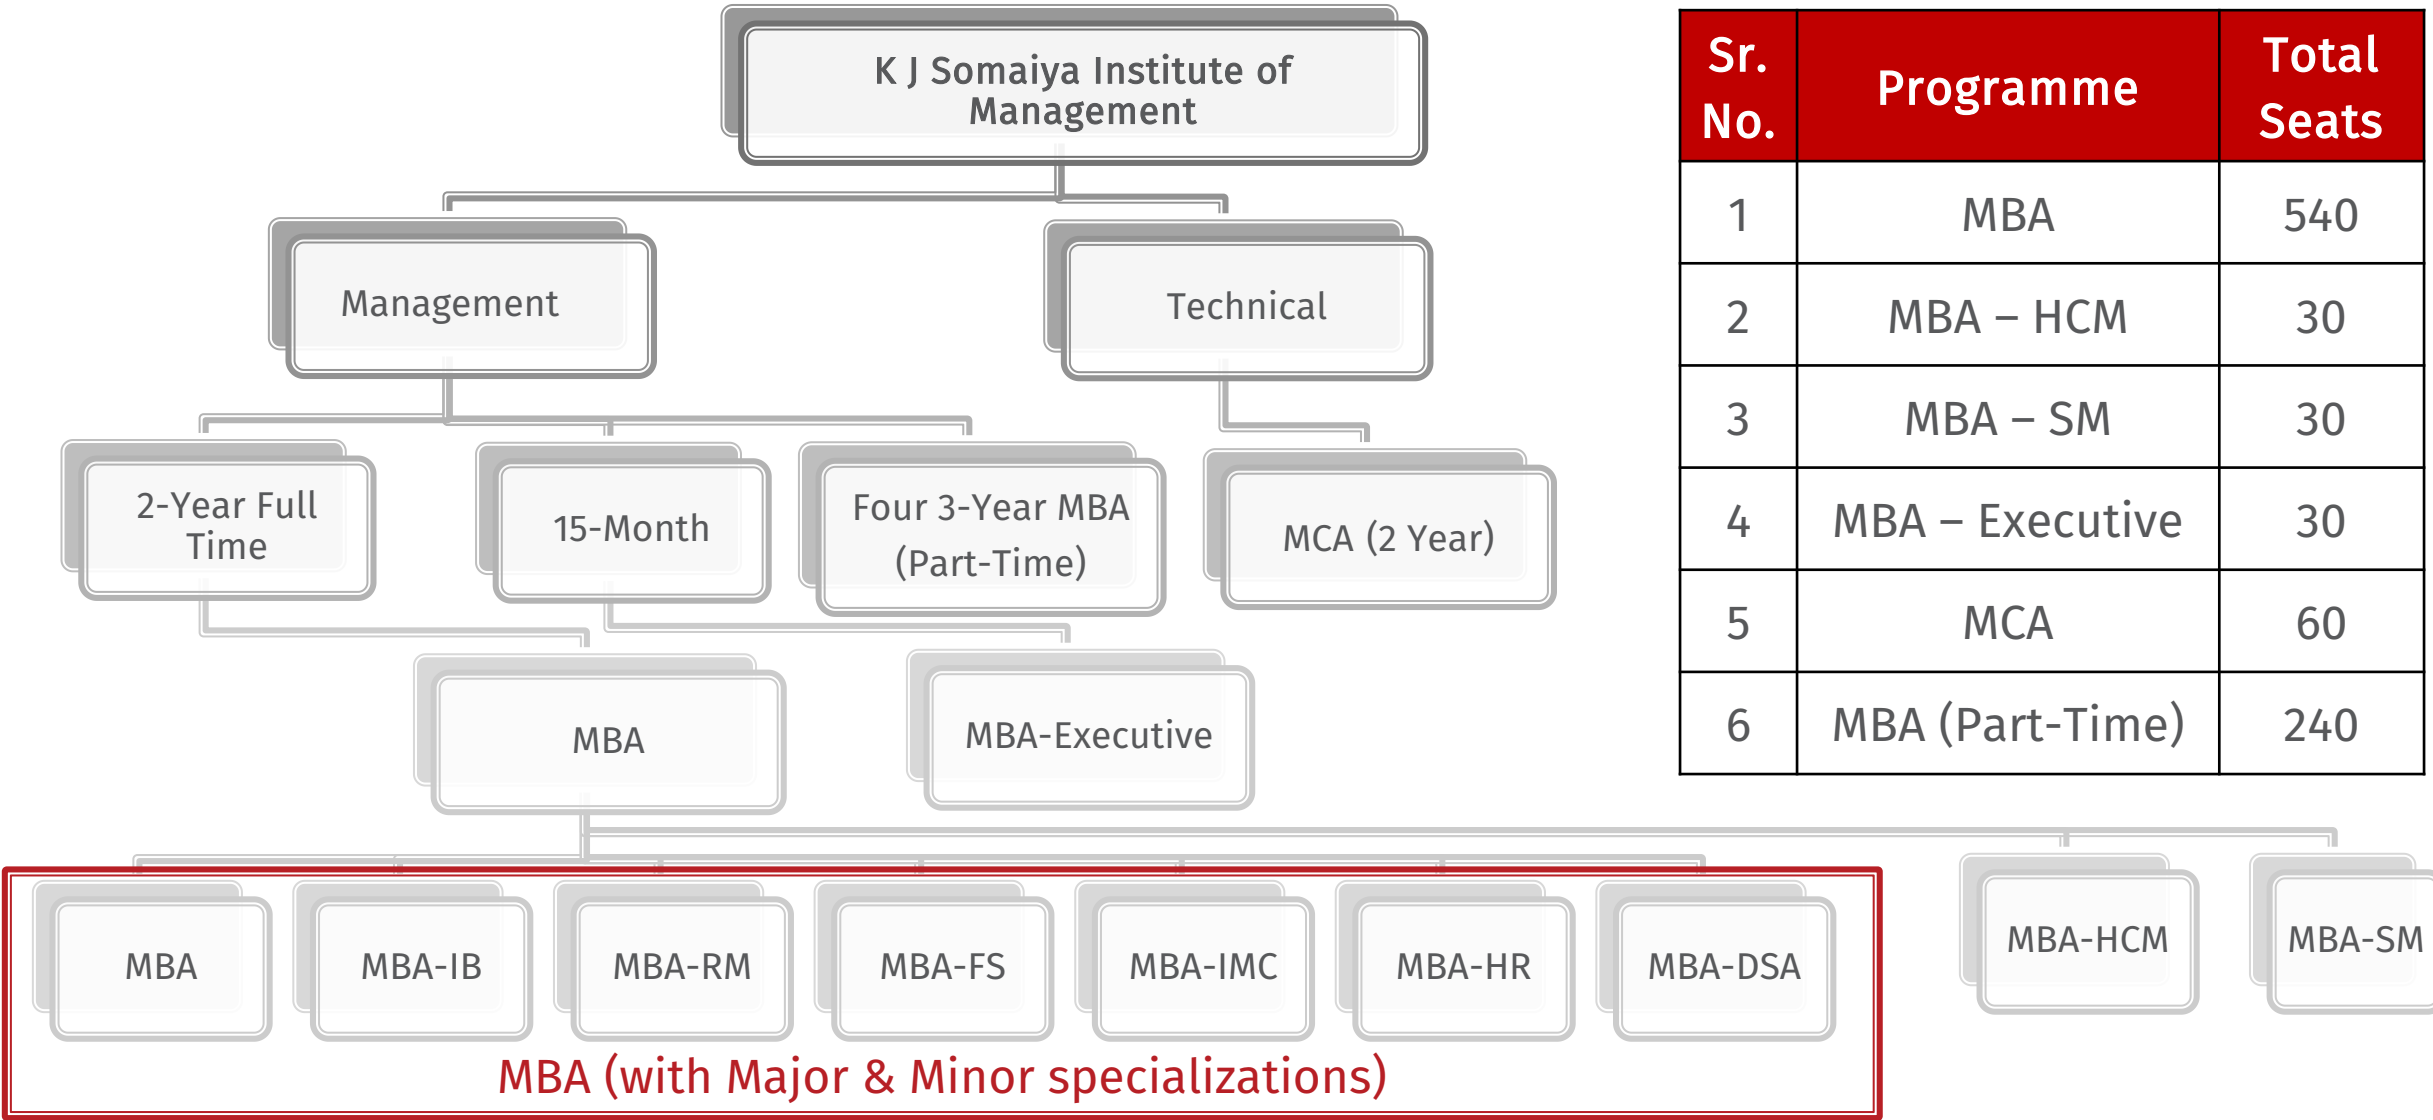 K J Somaiya Institute of
Management
Management
Technical
2-Year Full
Time
15-Month
Four 3-Year MBA
(Part-Time)
MCA (2 Year)
MBA
MBA-Executive
MBA
MBA-IB
MBA-RM
MBA-FS
MBA-IMC
MBA-HR
MBA-DSA
MBA-HCM
MBA-SM
MBA (with Major & Minor specializations)
Sr. No. Programme Total Seats
1 MBA 540
2 MBA – HCM 30
3 MBA – SM 30
4 MBA – Executive 30
5 MCA 60
6 MBA (Part-Time) 240